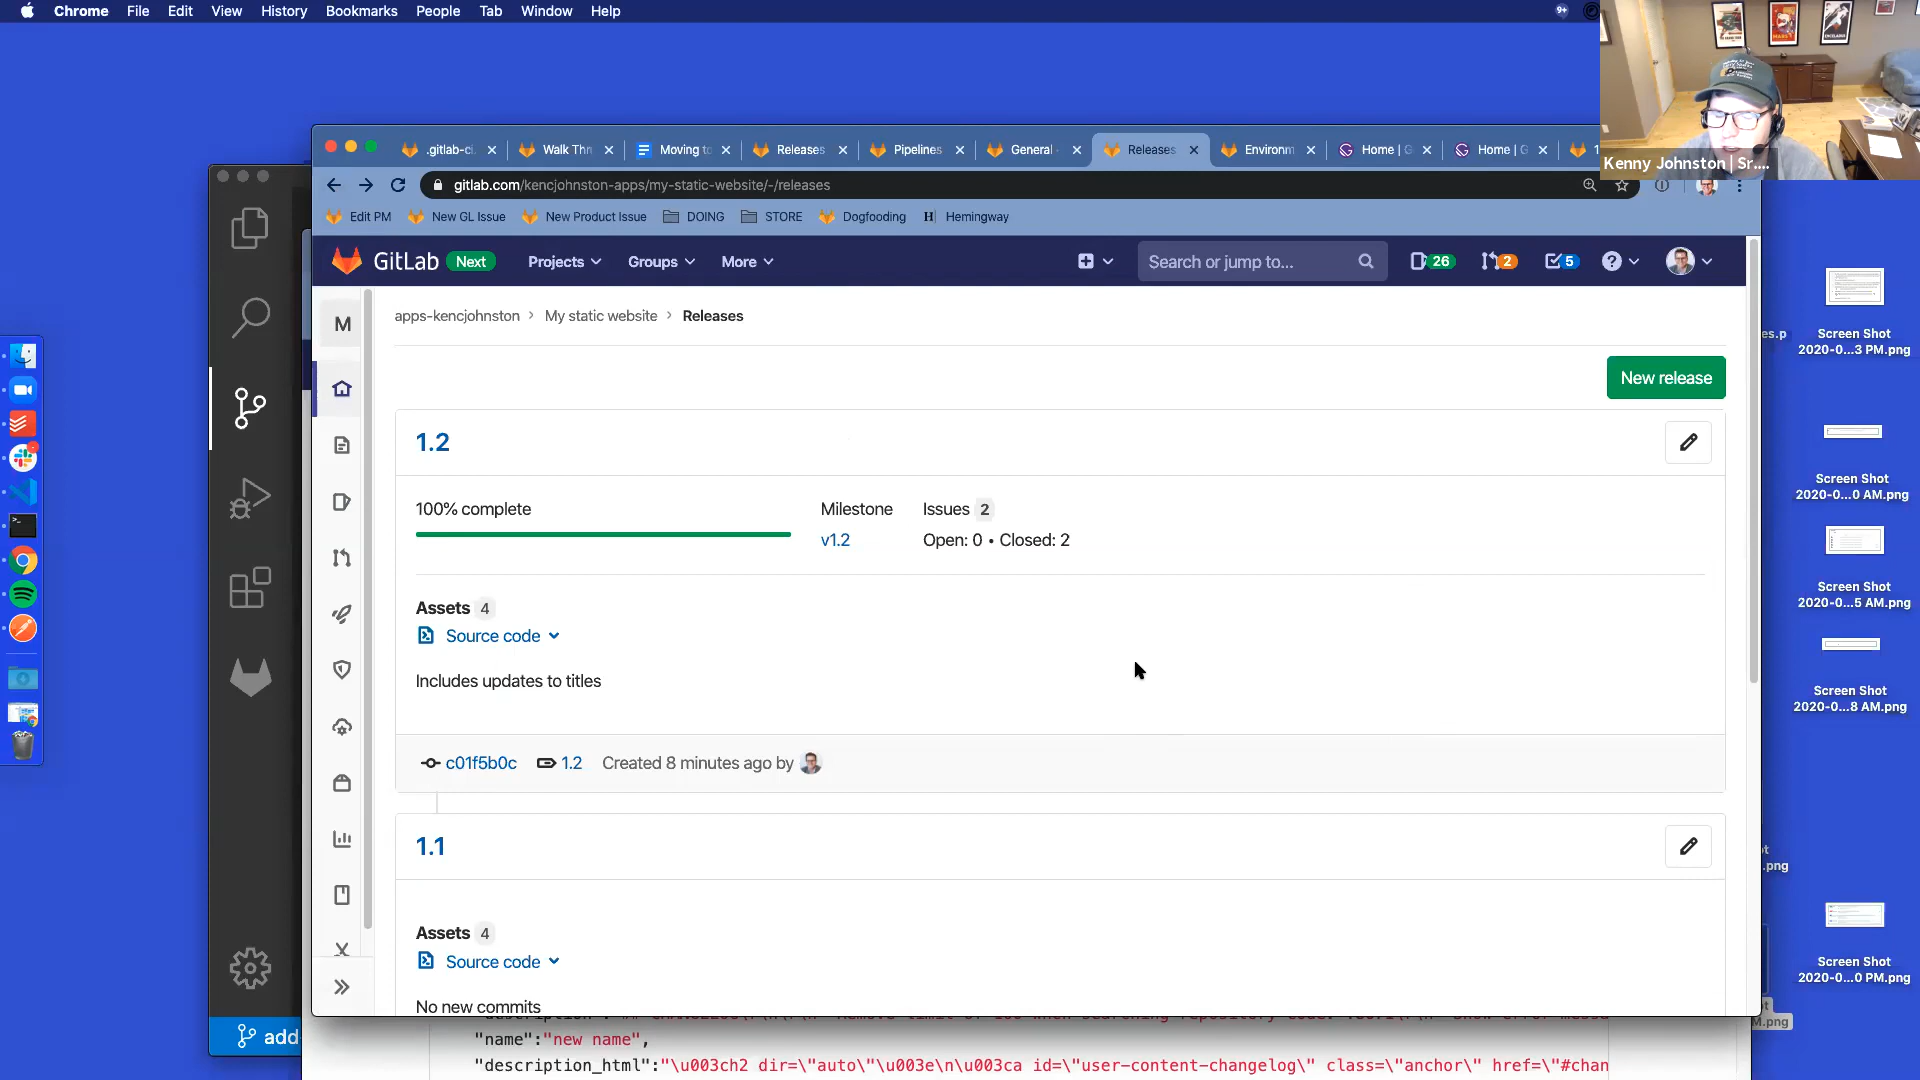 Chrome File Edit View History Bookmarks People Tab Window Help
9+
Kenny Johnston | Sr....
.gitlab-ci. Walk Thr Moving to Releases Pipelines General Releases Environm Home | G Home | G
gitlab.com/kencjohnston-apps/my-static-website/-/releases
Edit PM New GL Issue New Product Issue DOING STORE Dogfooding H Hemingway
GitLab Next Projects Groups More Search or jump to... 26 2 5
M
apps-kencjohnston > My static website > Releases
New release
1.2
100% complete Milestone Issues 2
v1.2 Open: 0 • Closed: 2
Assets 4
Source code
Includes updates to titles
c01f5b0c 1.2 Created 8 minutes ago by
1.1
Assets 4
Source code
No new commits
add-
"name":"new name",
"description_html":"\u003ch2 dir=\"auto\"\u003e\n\u003ca id=\"user-content-changelog\" class=\"anchor\" href=\"#chan
es.p
Screen Shot
2020-0...3 PM.png
Screen Shot
2020-0...0 AM.png
Screen Shot
2020-0...5 AM.png
Screen Shot
2020-0...8 AM.png
.png
Screen Shot
2020-0...0 PM.png
M.png